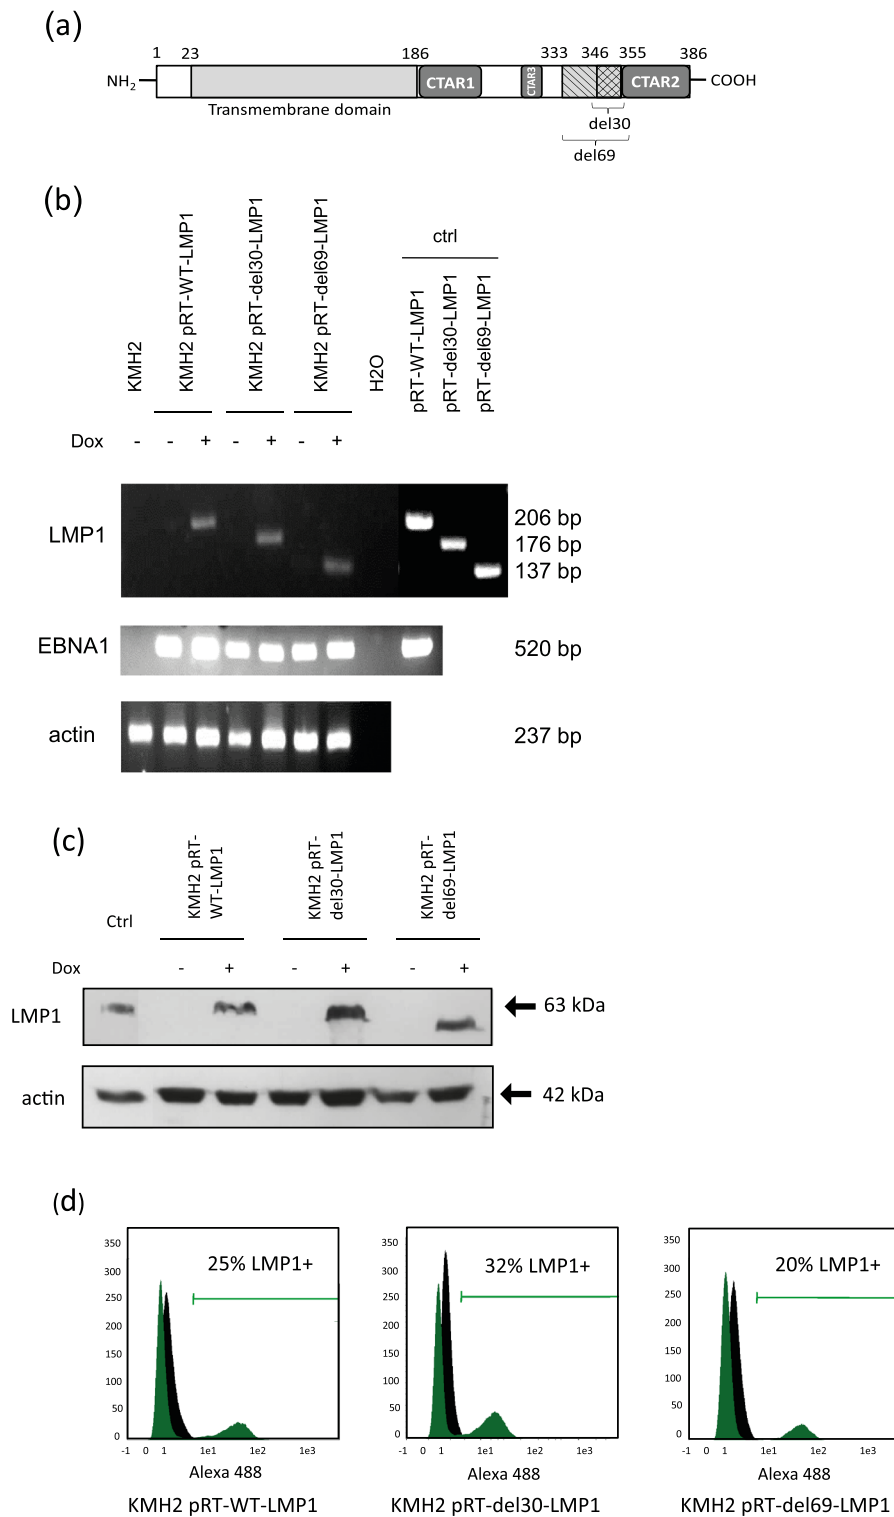 (a)
1 23 186 333 346 355 386
NH2 CTAR1 CTAR3 CTAR2 COOH
Transmembrane domain
del30
del69
(b)
KMH2
KMH2 pRT-WT-LMP1
KMH2 pRT-del30-LMP1
KMH2 pRT-del69-LMP1
H2O
ctrl
pRT-WT-LMP1
pRT-del30-LMP1
pRT-del69-LMP1
Dox - - + - + - +
LMP1
206 bp
176 bp
137 bp
EBNA1 520 bp
actin 237 bp
(c)
Ctrl
KMH2 pRT-
WT-LMP1
KMH2 pRT-
del30-LMP1
KMH2 pRT-
del69-LMP1
Dox - + - + - +
LMP1 63 kDa
actin 42 kDa
(d)
350
300
250
200
150
100
50
0
25% LMP1+
-1 0 1 1e1 1e2 1e3
Alexa 488
KMH2 pRT-WT-LMP1
350
300
250
200
150
100
50
0
32% LMP1+
-1 0 1 1e1 1e2 1e3
Alexa 488
KMH2 pRT-del30-LMP1
350
300
250
200
150
100
50
0
20% LMP1+
-1 0 1 1e1 1e2 1e3
Alexa 488
KMH2 pRT-del69-LMP1